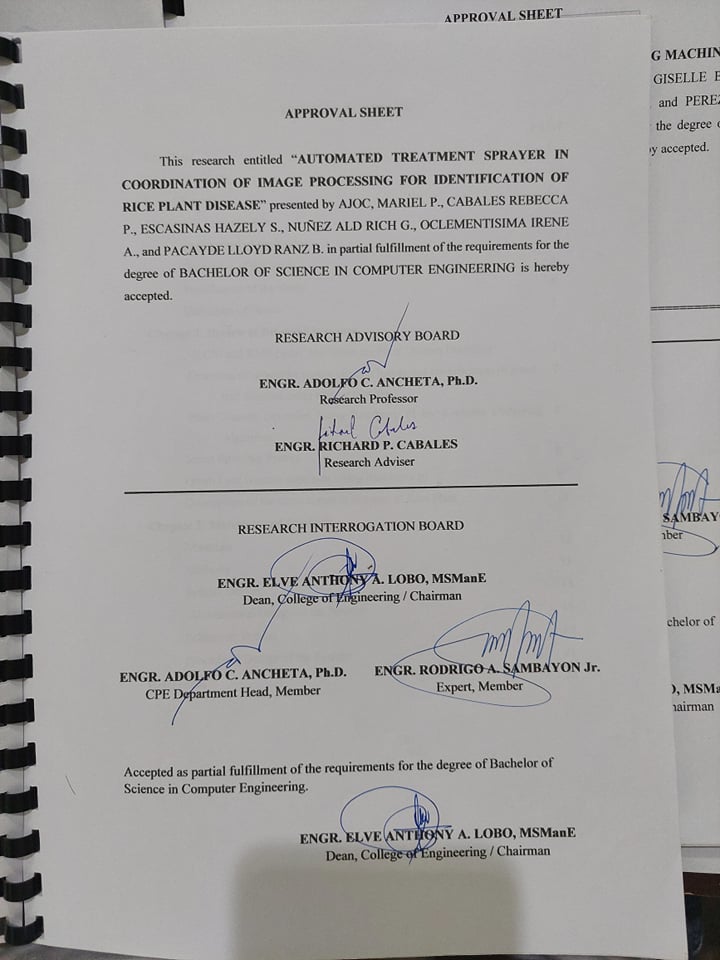 APPROVAL SHEET
This research entitled “AUTOMATED TREATMENT SPRAYER IN
COORDINATION OF IMAGE PROCESSING FOR IDENTIFICATION OF
RICE PLANT DISEASE” presented by AJOC, MARIEL P., CABALES REBECCA
P., ESCASINAS HAZELY S., NUÑEZ ALD RICH G., OCLEMENTISIMA IRENE
A., and PACAYDE LLOYD RANZ B. in partial fulfillment of the requirements for the
degree of BACHELOR OF SCIENCE IN COMPUTER ENGINEERING is hereby
accepted.
RESEARCH ADVISORY BOARD
ENGR. ADOLFO C. ANCHETA, Ph.D.
Research Professor
Cabales
ENGR. RICHARD P. CABALES
Research Adviser
RESEARCH INTERROGATION BOARD
ENGR. ELVE ANTHONY A. LOBO, MSManE
Dean, College of Engineering / Chairman
ENGR. ADOLFO C. ANCHETA, Ph.D.
CPE Department Head, Member
ENGR. RODRIGO A. SAMBAYON Jr.
Expert, Member
Accepted as partial fulfillment of the requirements for the degree of Bachelor of
Science in Computer Engineering.
ENGR. ELVE ANTHONY A. LOBO, MSManE
Dean, College of Engineering / Chairman
APPROVAL SHEET
G MACHIN
GISELLE E
and PEREZ
the degree o
by accepted.
SAMBAY
nber
chelor of
), MSMa
hairman